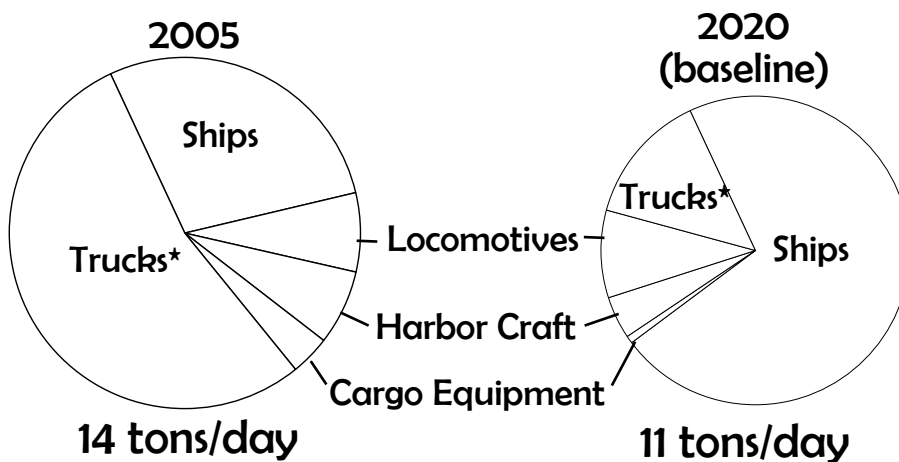 2005
2020
(baseline)
Ships
Trucks*
Trucks*
Ships
Locomotives
Harbor Craft
Cargo Equipment
14 tons/day
11 tons/day